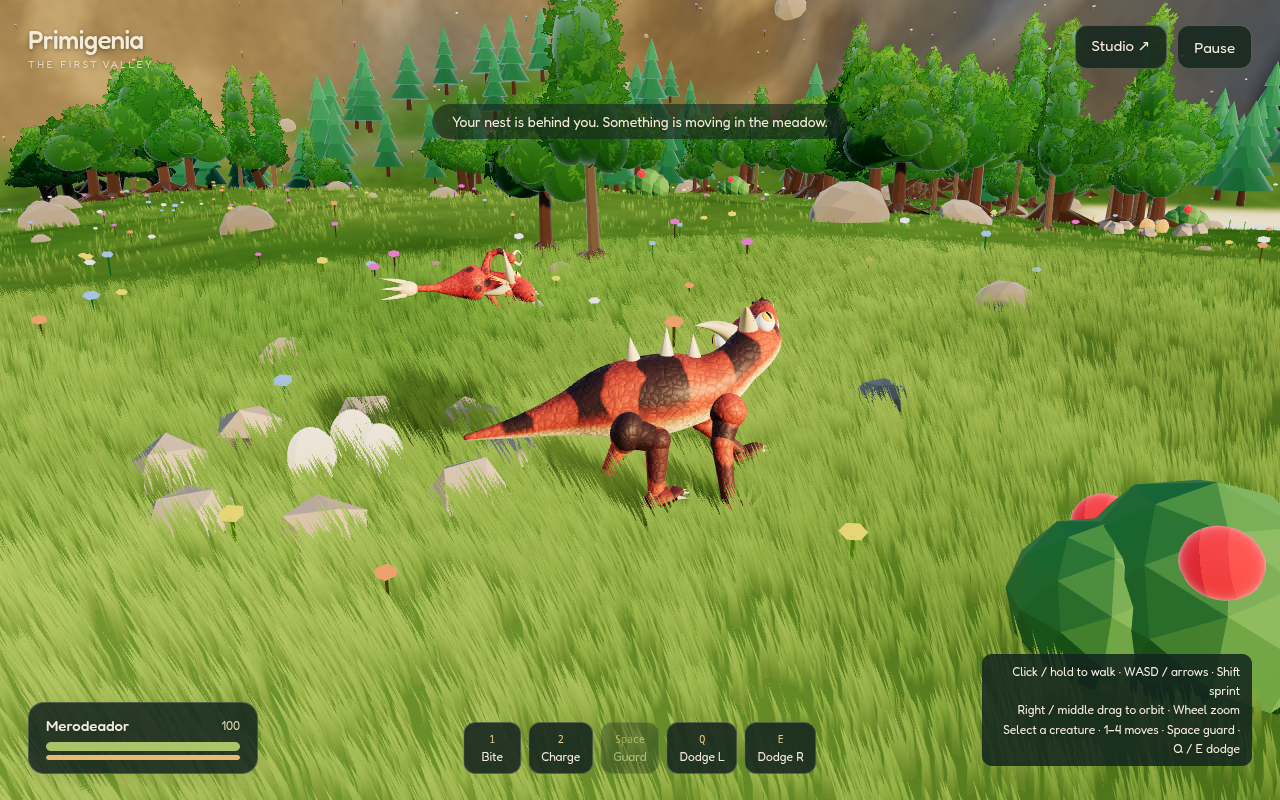 Primigenia
THE FIRST VALLEY
Studio ↗
Pause
Your nest is behind you. Something is moving in the meadow.
Merodeador
100
1
Bite
2
Charge
Space
Guard
Q
Dodge L
E
Dodge R
Click / hold to walk · WASD / arrows · Shift
sprint
Right / middle drag to orbit · Wheel zoom
Select a creature · 1–4 moves · Space guard ·
Q / E dodge